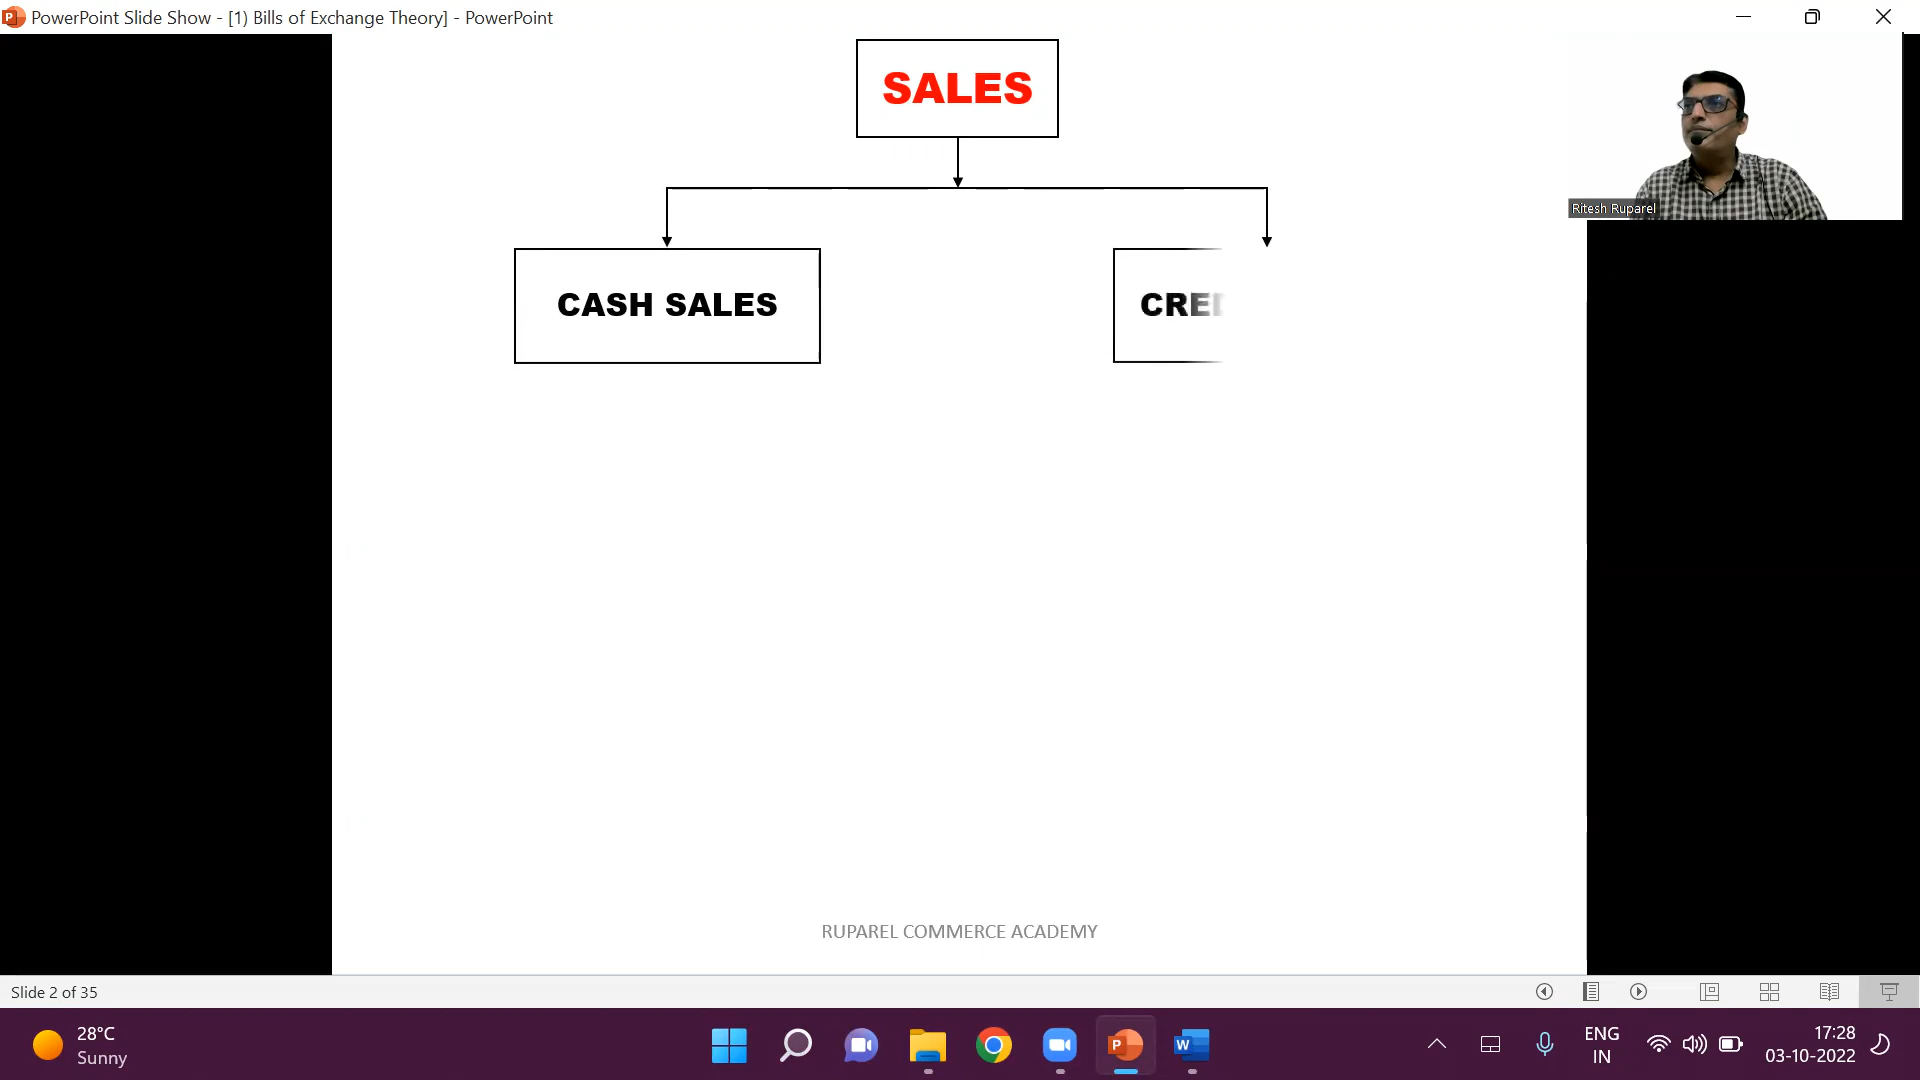 PowerPoint Slide Show - [1) Bills of Exchange Theory] - PowerPoint
SALES
Ritesh Ruparel
CASH SALES
RUPAREL COMMERCE ACADEMY
Slide 2 of 35
28°C
Sunny
ENG
IN
17:28
03-10-2022